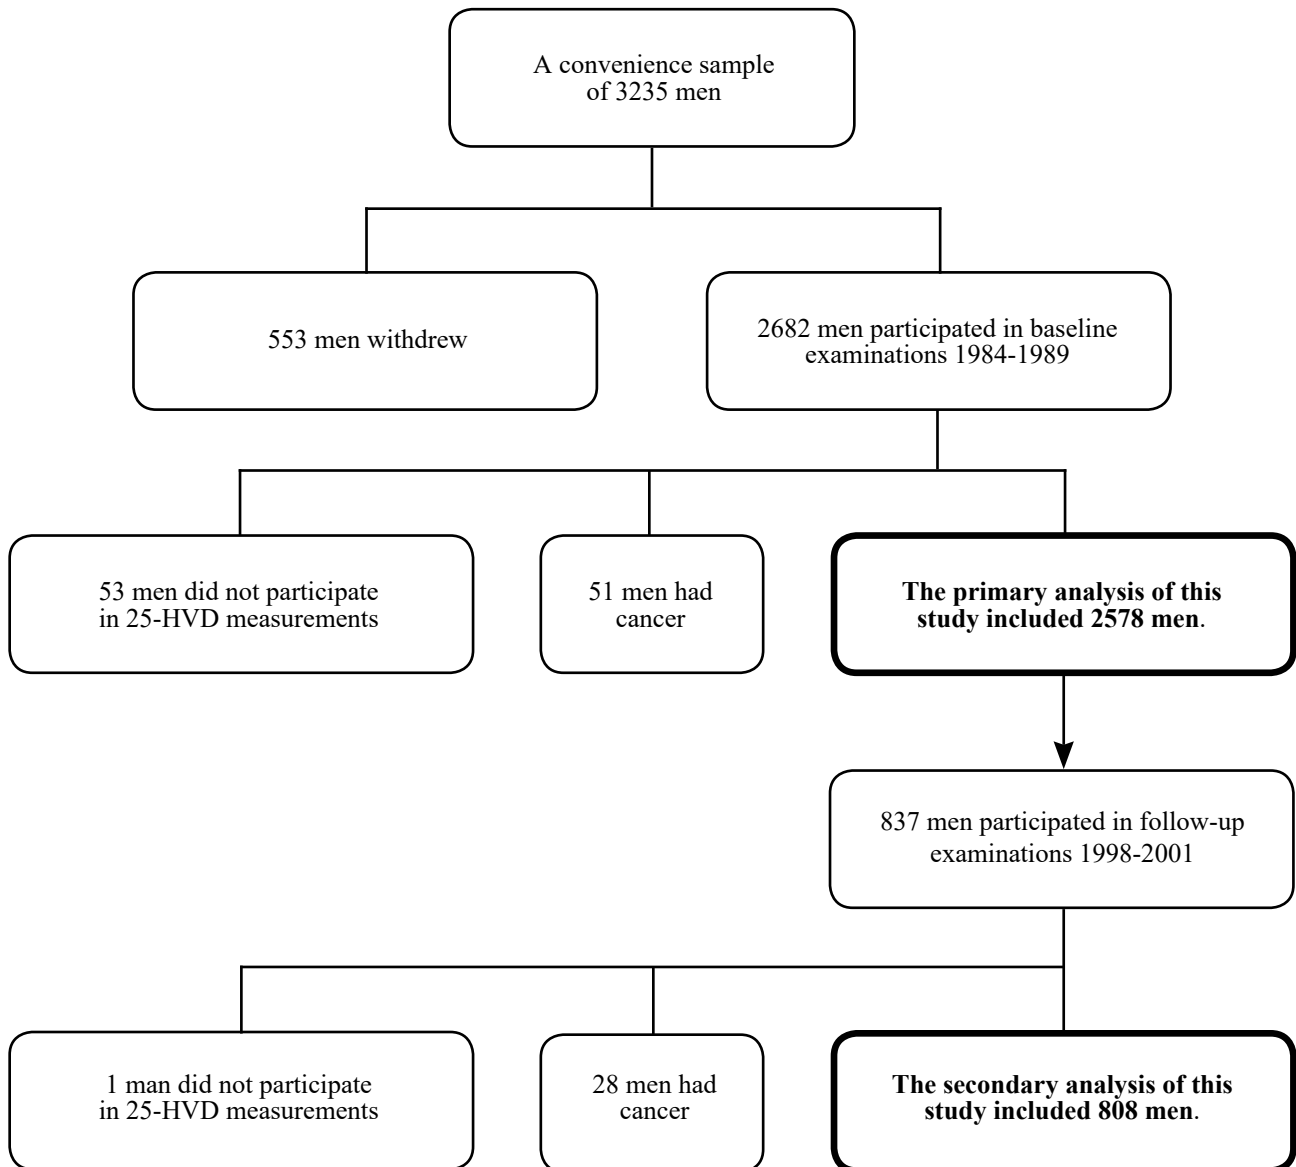 A convenience sample
of 3235 men
553 men withdrew
2682 men participated in baseline
examinations 1984-1989
53 men did not participate
in 25-HVD measurements
51 men had
cancer
The primary analysis of this
study included 2578 men.
837 men participated in follow-up
examinations 1998-2001
1 man did not participate
in 25-HVD measurements
28 men had
cancer
The secondary analysis of this
study included 808 men.